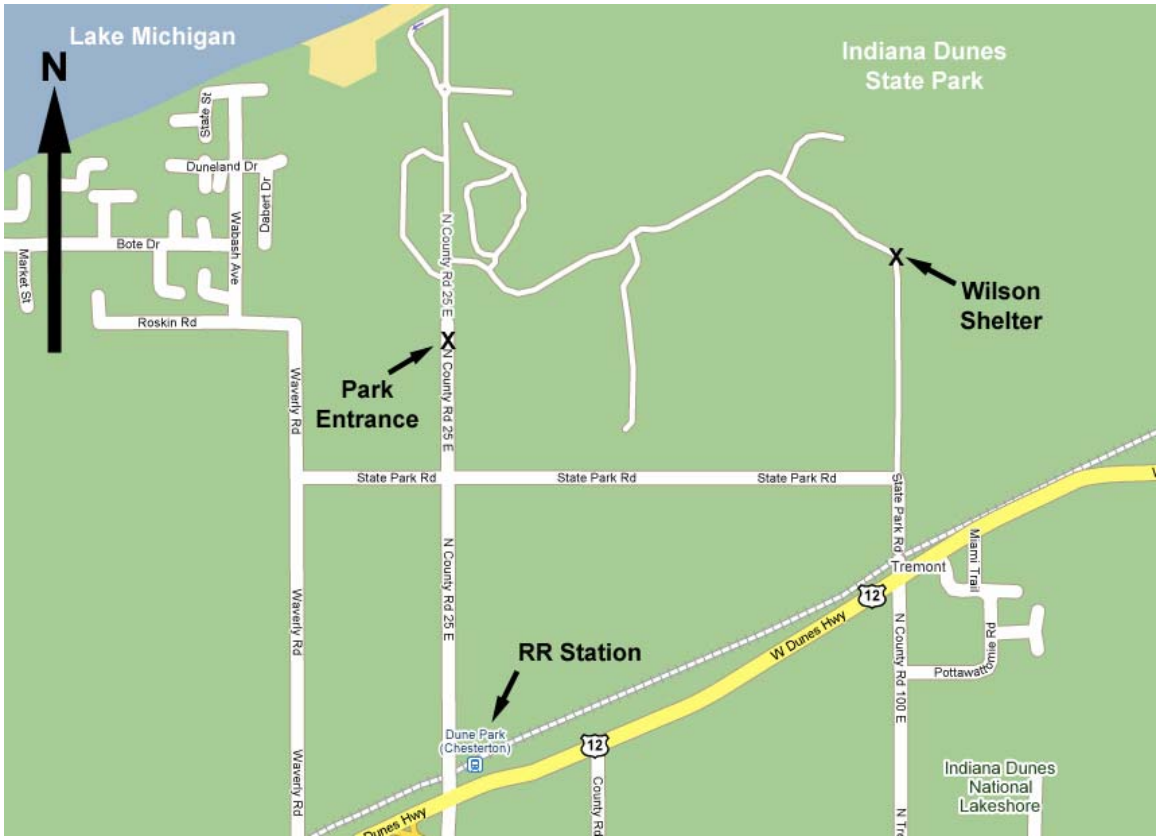 Lake Michigan
Indiana Dunes
State Park
N
State St
Duneland Dr
Dabert Dr
Wabash Ave
Bote Dr
Market St
Roskin Rd
N County Rd 25 E
X
Wilson
Shelter
X
Park
Entrance
N County Rd 25 E
Waverly Rd
State Park Rd
State Park Rd
State Park Rd
State Park Rd
Tremont
Miami Trail
12
N County Rd 25 E
Waverly Rd
W Dunes Hwy
N County Rd 100 E
Pottawattomie Rd
RR Station
Dune Park
(Chesterton)
12
Waverly Rd
County Rd
Dunes Hwy
Indiana Dunes
National
Lakeshore